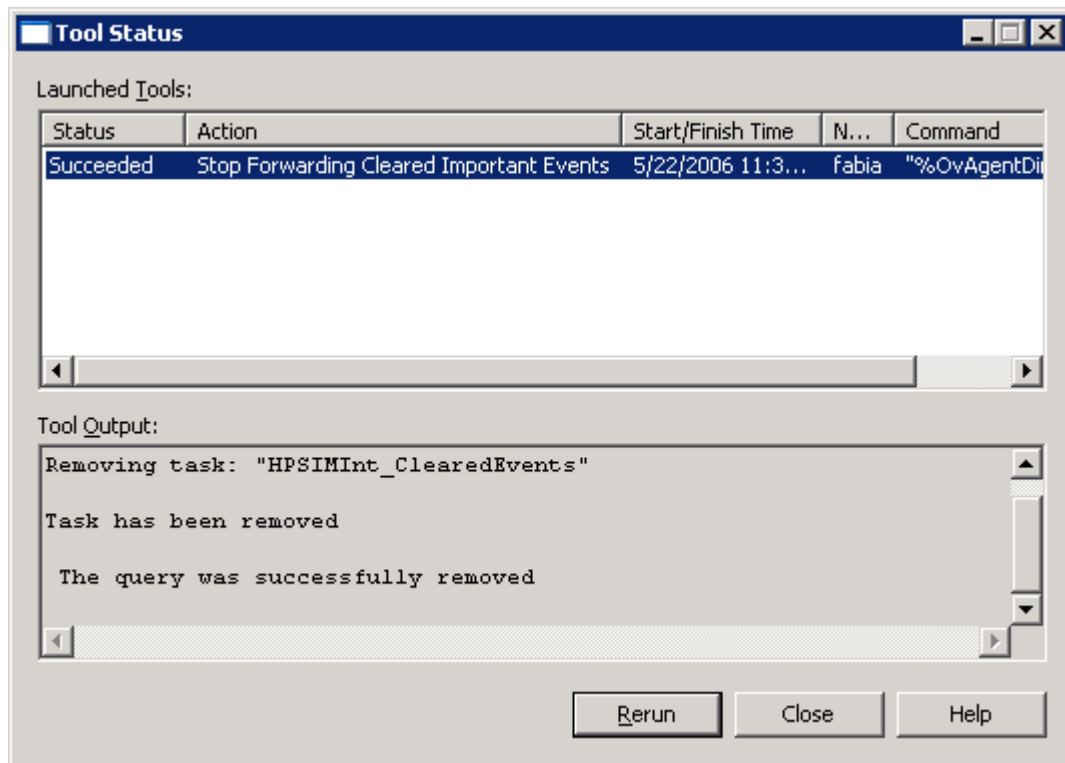 Tool Status
Launched Tools:
Status Action Start/Finish Time N... Command
Succeeded Stop Forwarding Cleared Important Events 5/22/2006 11:3... fabia "%OvAgentDir
Tool Output:
Removing task: "HPSIMInt_ClearedEvents"
Task has been removed
The query was successfully removed
Rerun Close Help